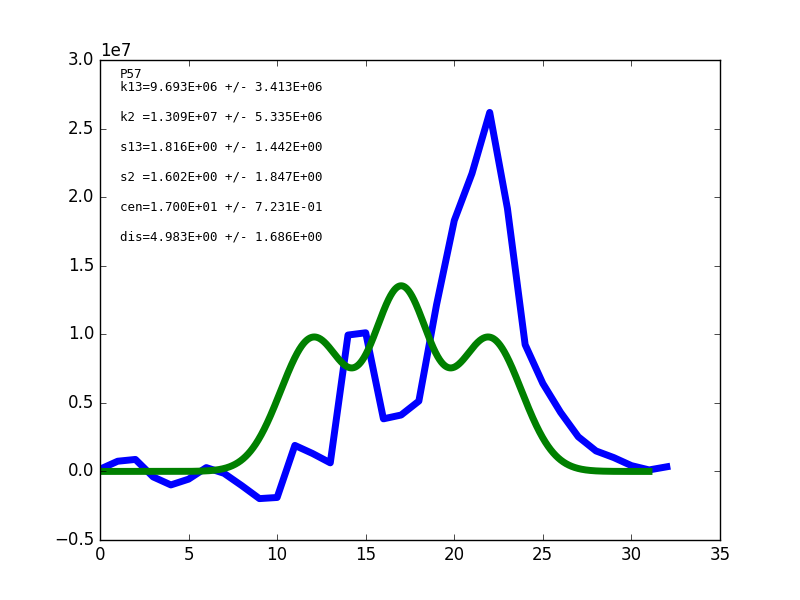 1e7
3.0
P57
k13=9.693E+06 +/- 3.413E+06
k2 =1.309E+07 +/- 5.335E+06
s13=1.816E+00 +/- 1.442E+00
s2 =1.602E+00 +/- 1.847E+00
cen=1.700E+01 +/- 7.231E-01
dis=4.983E+00 +/- 1.686E+00
2.5
2.0
1.5
1.0
0.5
0.0
−0.5
0 5 10 15 20 25 30 35